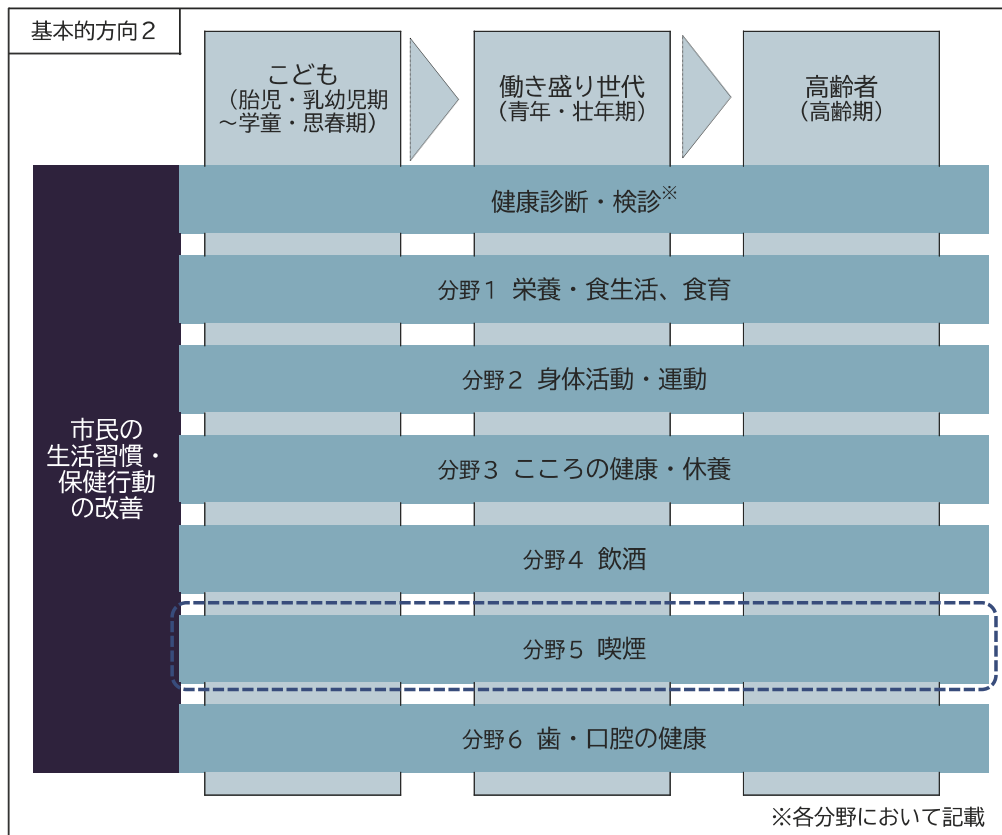 基本的方向2
こども
(胎児・乳幼児期
～学童・思春期)
働き盛り世代
(青年・壮年期)
高齢者
(高齢期)
市民の
生活習慣・
保健行動
の改善
健康診断・検診※
分野1 栄養・食生活、食育
分野2 身体活動・運動
分野3 こころの健康・休養
分野4 飲酒
分野5 喫煙
分野6 歯・口腔の健康
※各分野において記載